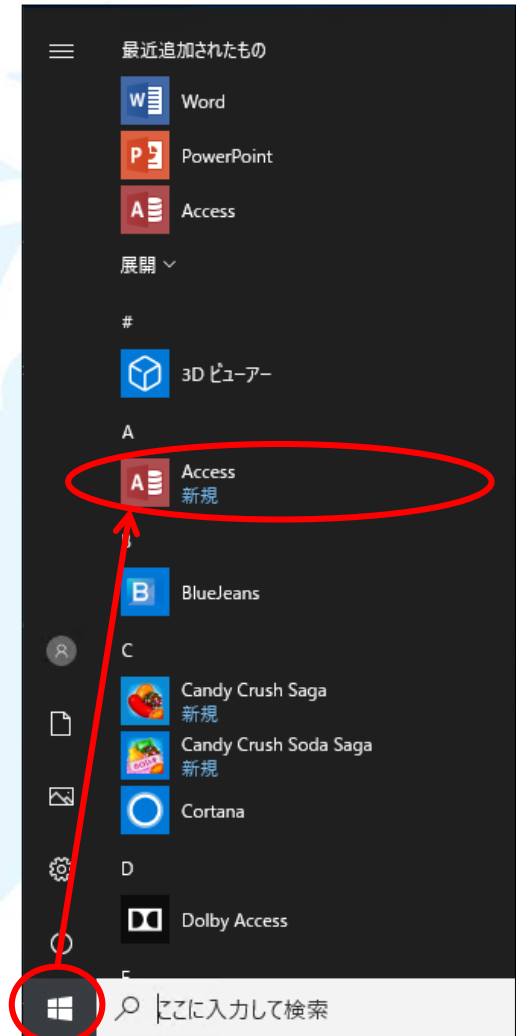 最近追加されたもの
Word
PowerPoint
Access
展開
#
3D ビューアー
A
Access
新規
B
BlueJeans
C
Candy Crush Saga
新規
Candy Crush Soda Saga
新規
Cortana
D
Dolby Access
ここに入力して検索